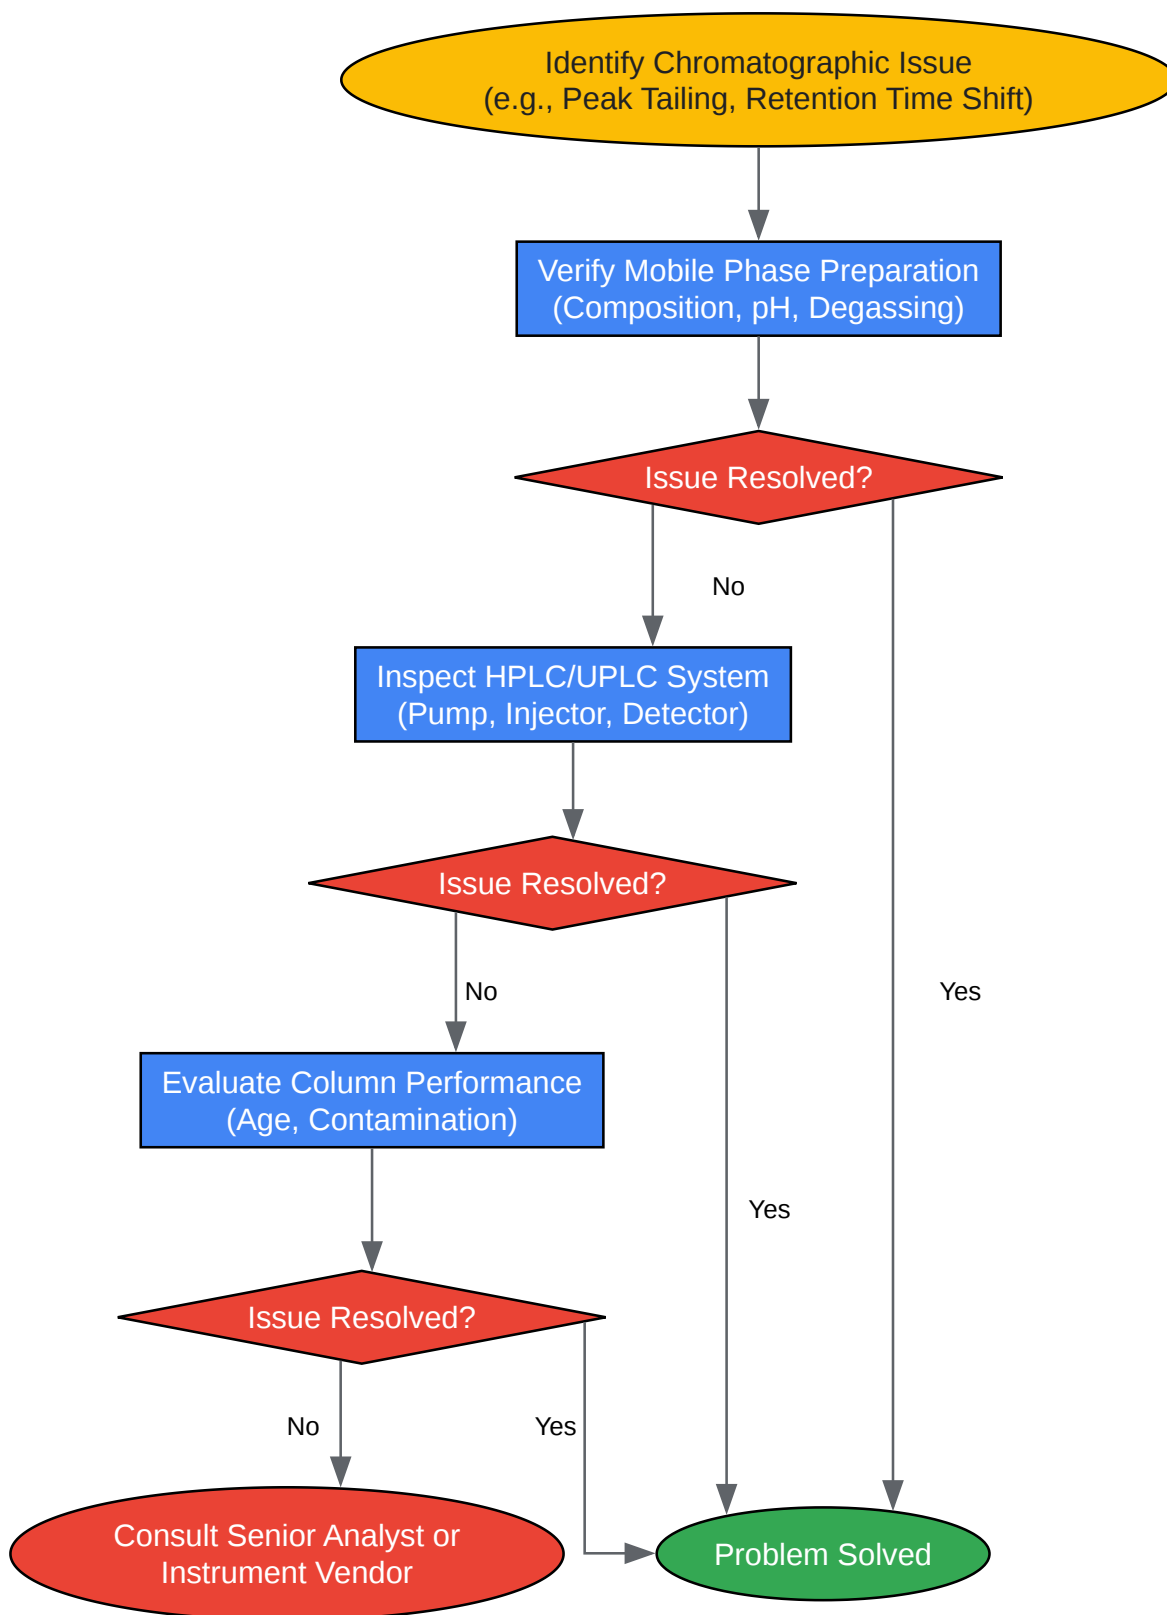 Identify Chromatographic Issue
(e.g., Peak Tailing, Retention Time Shift)
Verify Mobile Phase Preparation
(Composition, pH, Degassing)
Issue Resolved?
No
Inspect HPLC/UPLC System
(Pump, Injector, Detector)
Issue Resolved?
No
Yes
Evaluate Column Performance
(Age, Contamination)
Yes
Issue Resolved?
No
Yes
Consult Senior Analyst or
Instrument Vendor
Problem Solved